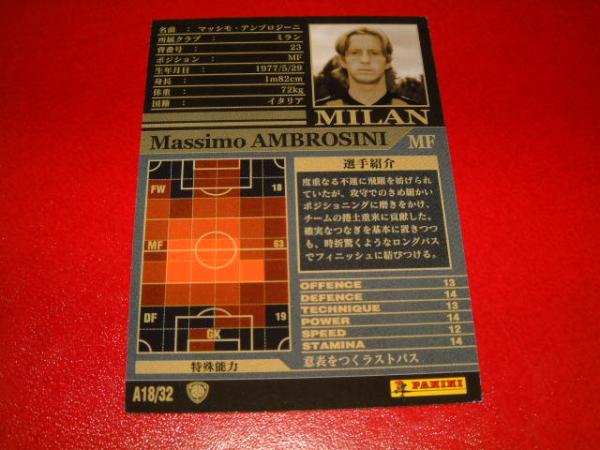 名前 : マッシモ・アンブロジーニ
所属クラブ : ミラン
背番号 : 23
ポジション : MF
生年月日 : 1977/5/29
身長 : 1m82cm
体重 : 72kg
国籍 : イタリア
MILAN
Massimo AMBROSINI MF
FW 18
MF 63
DF 19
GK
特殊能力
選手紹介
度重なる不運に飛躍を妨げられ
ていたが、攻守でのきめ細かい
ポジショニングに磨きをかけ、
チームの捲土重来に貢献した。
確実なつなぎを基本に置きつつ
も、時折驚くようなロングパス
でフィニッシュに結びつける。
OFFENCE 13
DEFENCE 14
TECHNIQUE 13
POWER 14
SPEED 12
STAMINA 14
意表をつくラストパス
A18/32
PANINI